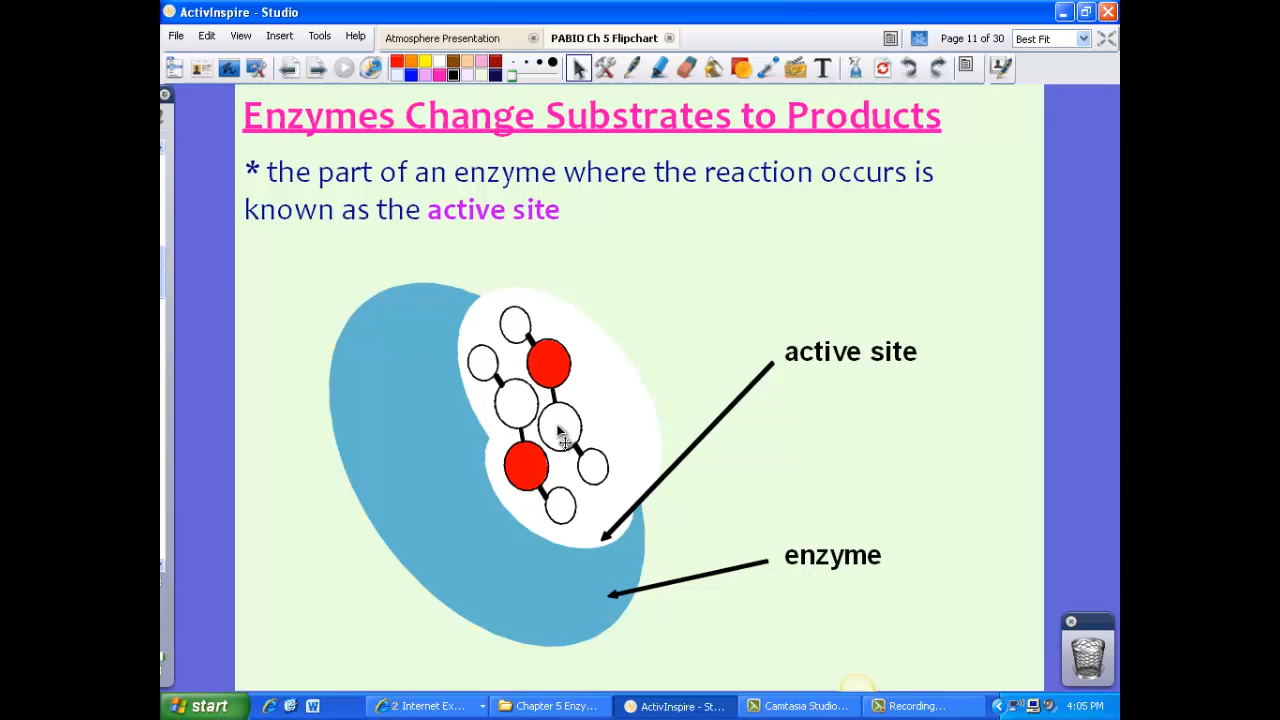 ActivInspire - Studio
File Edit View Insert Tools Help
Atmosphere Presentation
PABIO Ch 5 Flipchart
Page 11 of 30
Best Fit
Enzymes Change Substrates to Products
* the part of an enzyme where the reaction occurs is
known as the active site
active site
enzyme
start
2 Internet Ex...
Chapter 5 Enzy...
ActivInspire - St...
Camtasia Studio...
Recording...
4:05 PM